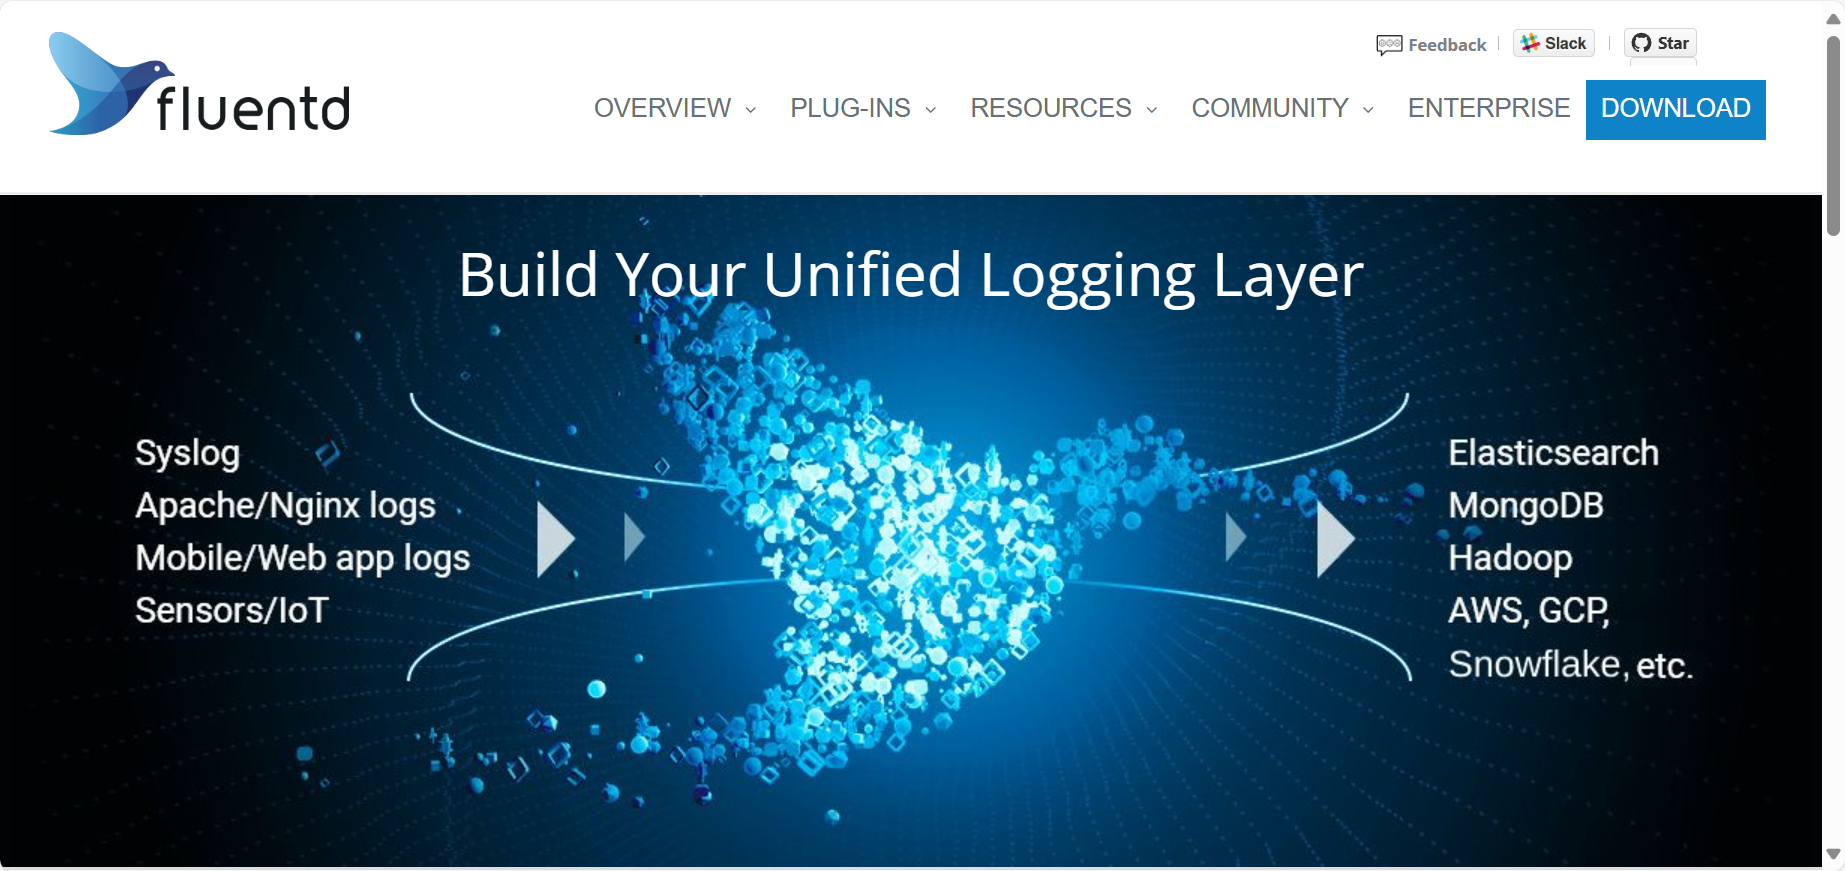 Feedback
Slack
Star
fluentd
OVERVIEW
PLUG-INS
RESOURCES
COMMUNITY
ENTERPRISE
DOWNLOAD
Build Your Unified Logging Layer
Syslog
Apache/Nginx logs
Mobile/Web app logs
Sensors/IoT
Elasticsearch
MongoDB
Hadoop
AWS, GCP,
Snowflake, etc.